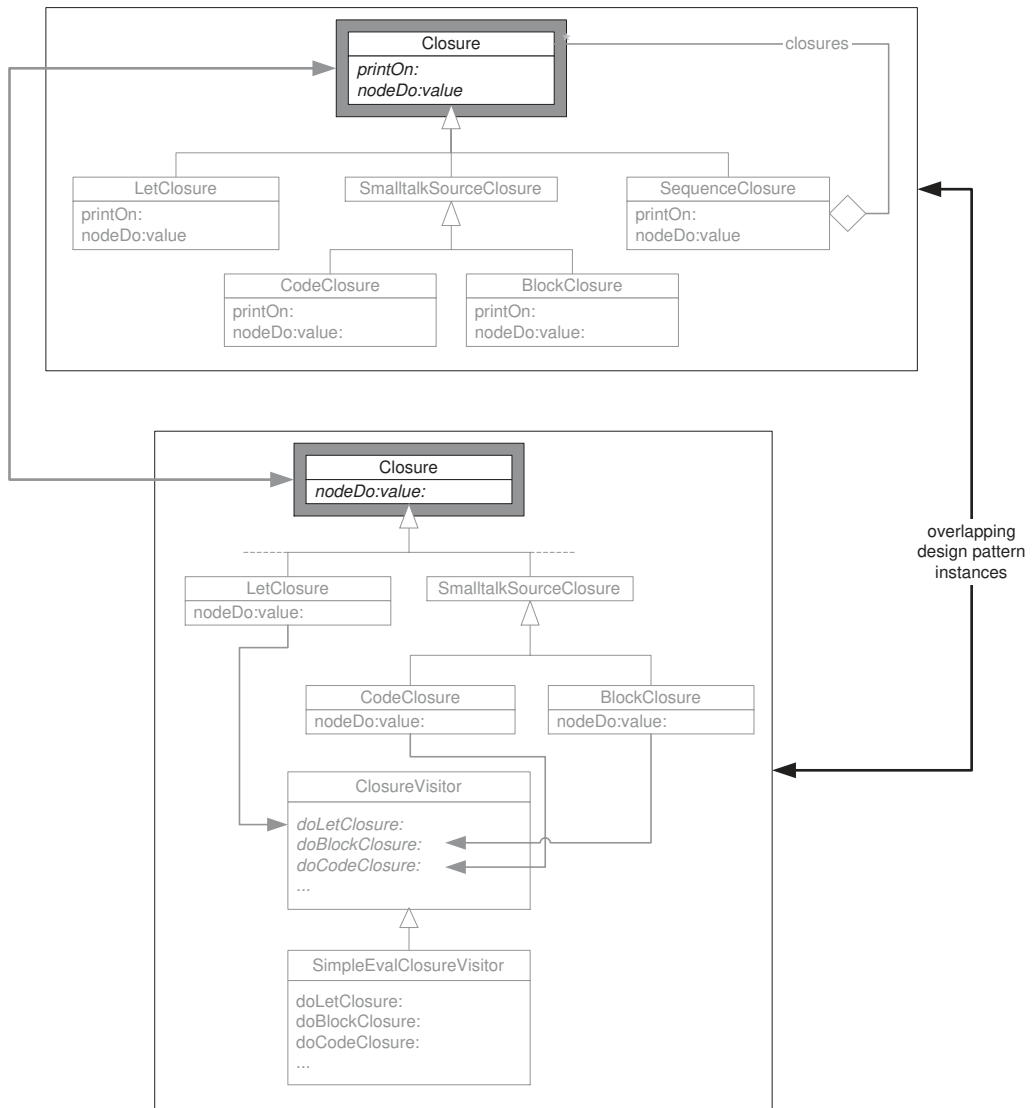 Closure
*
closures
printOn:
nodeDo:value
LetClosure
printOn:
nodeDo:value
SmalltalkSourceClosure
SequenceClosure
printOn:
nodeDo:value
CodeClosure
printOn:
nodeDo:value:
BlockClosure
printOn:
nodeDo:value:
overlapping
design pattern
instances
Closure
nodeDo:value:
LetClosure
nodeDo:value:
SmalltalkSourceClosure
CodeClosure
nodeDo:value:
BlockClosure
nodeDo:value:
ClosureVisitor
doLetClosure:
doBlockClosure:
doCodeClosure:
...
SimpleEvalClosureVisitor
doLetClosure:
doBlockClosure:
doCodeClosure:
...